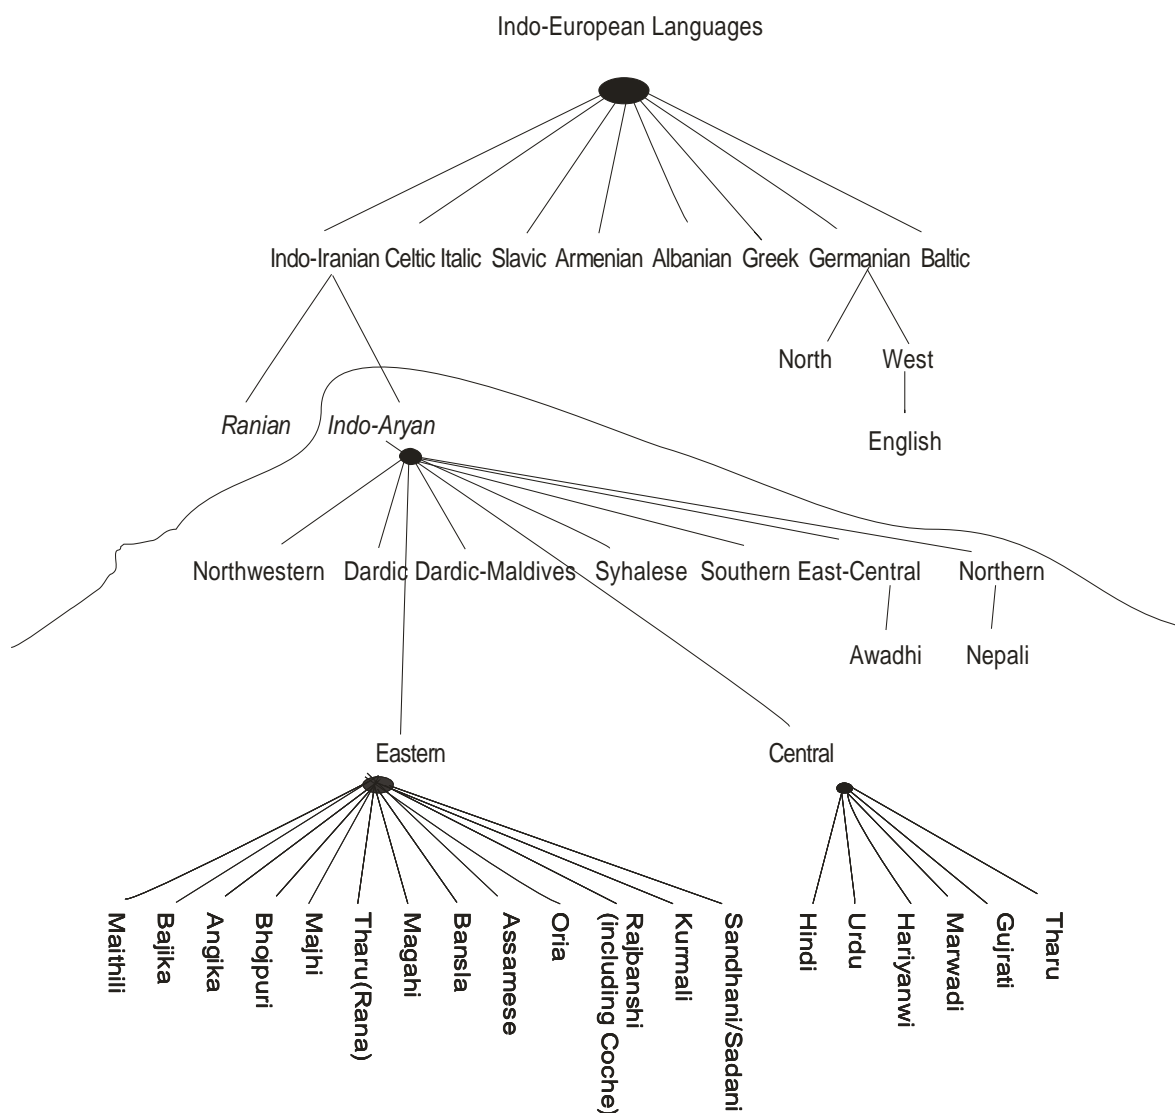 Indo-European Languages
Indo-Iranian Celtic Italic Slavic Armenian Albanian Greek Germanian Baltic
North West
Ranian Indo-Aryan
English
Northwestern Dardic Dardic-Maldives Syhalese Southern East-Central Northern
Awadhi Nepali
Eastern Central
Maithili
Bajika
Angika
Bhojpuri
Majhi
Tharu(Rana)
Magahi
Bansla
Assamese
Oria
Rajbanshi
(including Coche)
Kurmali
Sandhani/Sadani
Hindi
Urdu
Hariyanwi
Marwadi
Gujrati
Tharu